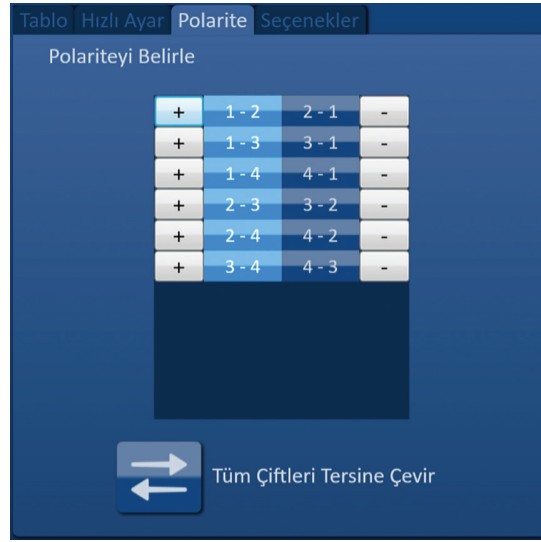 Tablo Hızlı Ayar Polarite Seçenekler
Polariteyi Belirle
+ 1 - 2 2 - 1 -
+ 1 - 3 3 - 1 -
+ 1 - 4 4 - 1 -
+ 2 - 3 3 - 2 -
+ 2 - 4 4 - 2 -
+ 3 - 4 4 - 3 -
Tüm Çiftleri Tersine Çevir